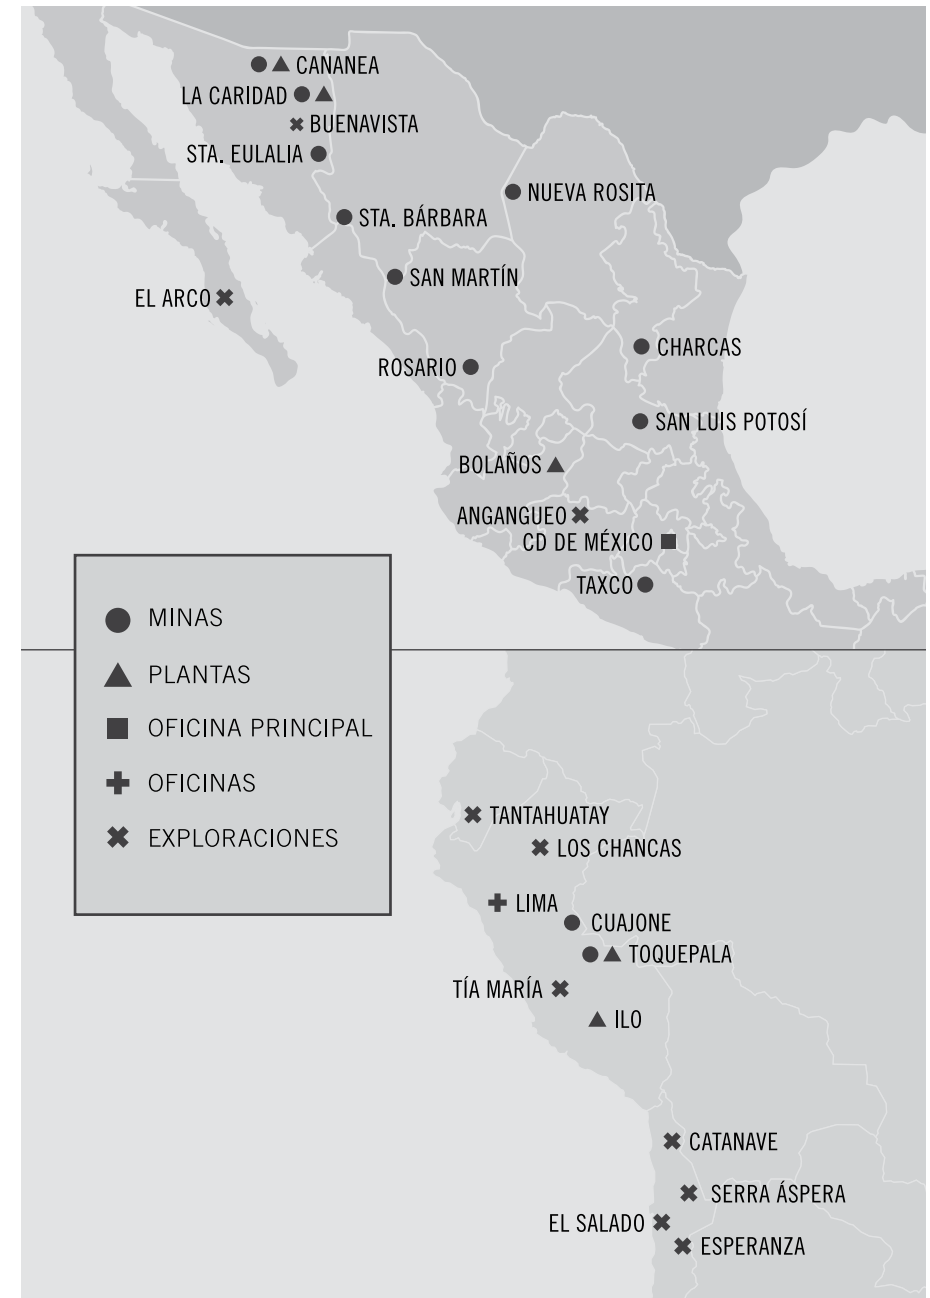 CANANEA
LA CARIDAD
BUENAVISTA
STA. EULALIA
NUEVA ROSITA
STA. BÁRBARA
SAN MARTÍN
EL ARCO
CHARCAS
ROSARIO
SAN LUIS POTOSÍ
BOLAÑOS
ANGANGUEO
CD DE MÉXICO
TAXCO
MINAS
PLANTAS
OFICINA PRINCIPAL
OFICINAS
EXPLORACIONES
TANTAHUATAY
LOS CHANCAS
LIMA
CUAJONE
TOQUEPALA
TÍA MARÍA
ILO
CATANAVE
SERRA ÁSPERA
EL SALADO
ESPERANZA